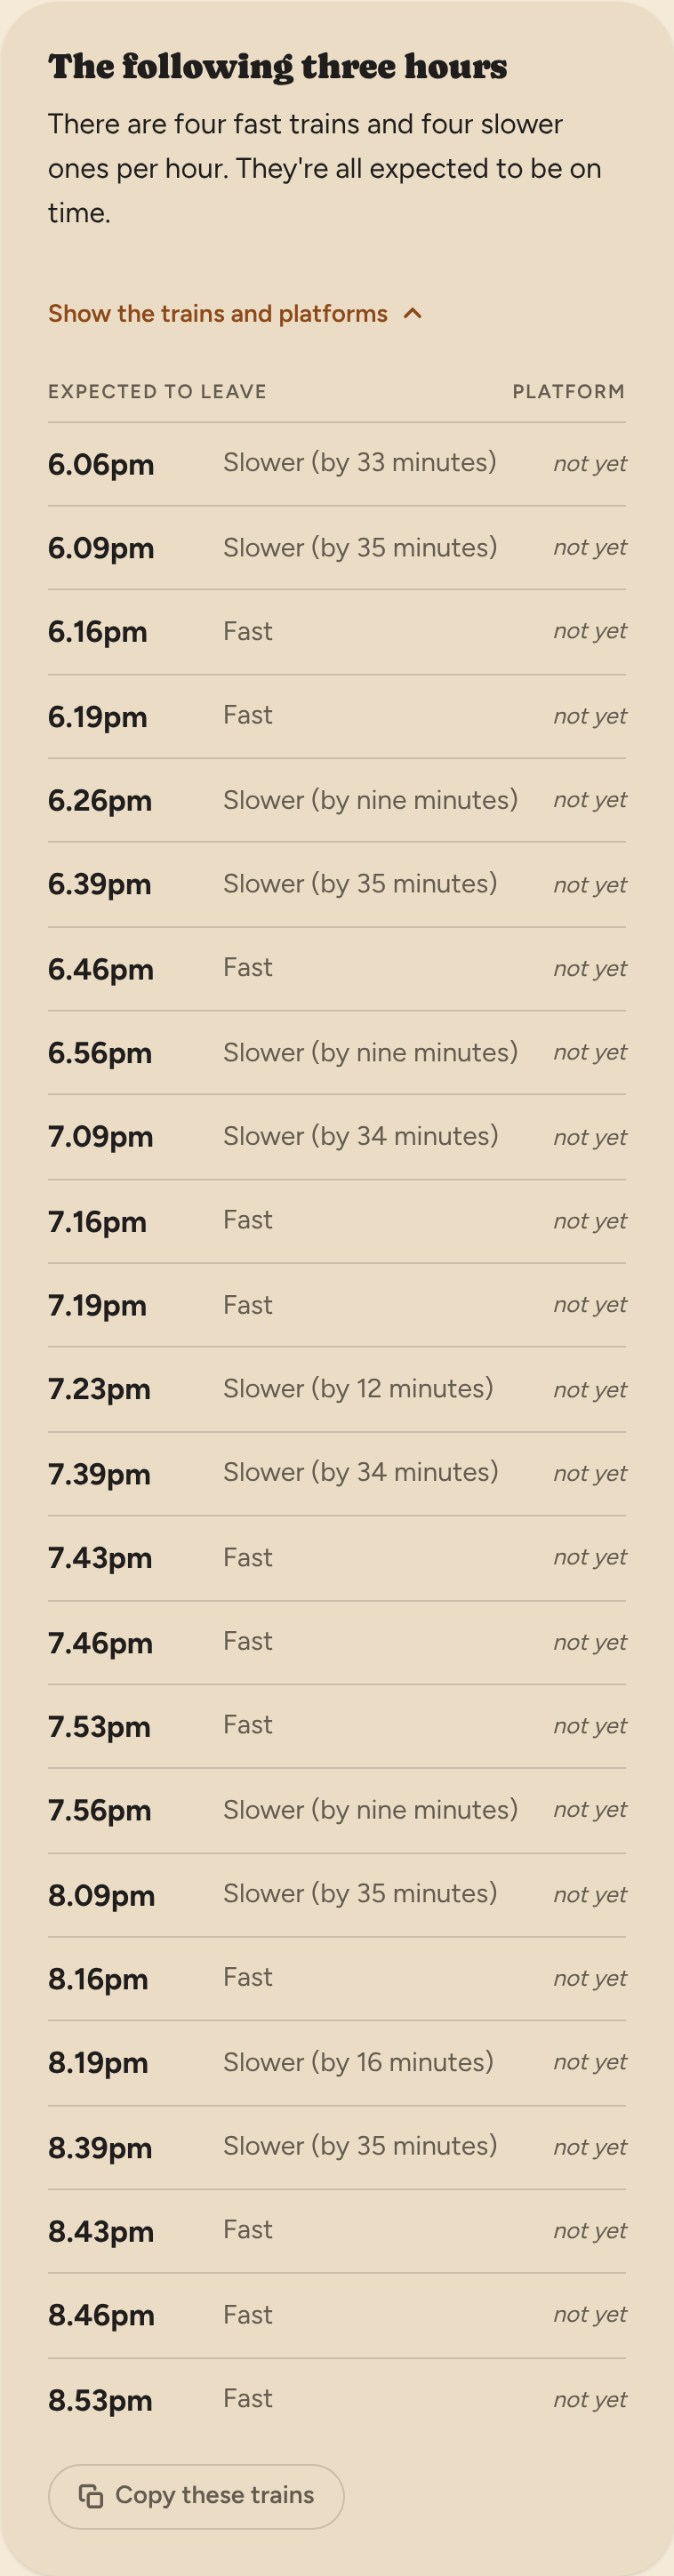 The following three hours
There are four fast trains and four slower
ones per hour. They're all expected to be on
time.
Show the trains and platforms
EXPECTED TO LEAVE PLATFORM
6.06pm Slower (by 33 minutes) not yet
6.09pm Slower (by 35 minutes) not yet
6.16pm Fast not yet
6.19pm Fast not yet
6.26pm Slower (by nine minutes) not yet
6.39pm Slower (by 35 minutes) not yet
6.46pm Fast not yet
6.56pm Slower (by nine minutes) not yet
7.09pm Slower (by 34 minutes) not yet
7.16pm Fast not yet
7.19pm Fast not yet
7.23pm Slower (by 12 minutes) not yet
7.39pm Slower (by 34 minutes) not yet
7.43pm Fast not yet
7.46pm Fast not yet
7.53pm Fast not yet
7.56pm Slower (by nine minutes) not yet
8.09pm Slower (by 35 minutes) not yet
8.16pm Fast not yet
8.19pm Slower (by 16 minutes) not yet
8.39pm Slower (by 35 minutes) not yet
8.43pm Fast not yet
8.46pm Fast not yet
8.53pm Fast not yet
Copy these trains